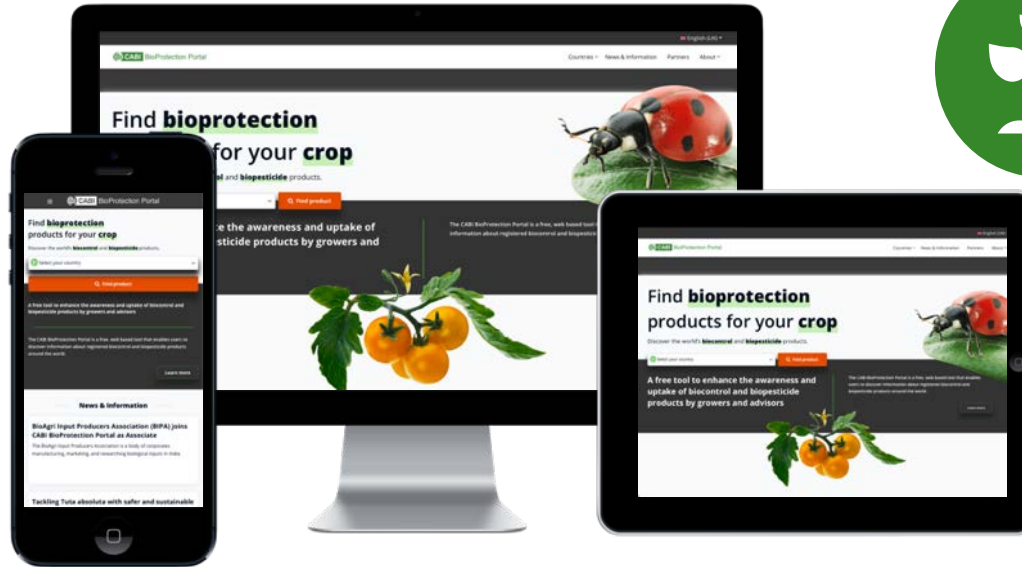 English (UK)
CABI BioProtection Portal
Countries News & Information Partners About
Find bioprotection
for your crop
and biopesticide products.
Find product
ce the awareness and uptake of
sticide products by growers and
The CABI BioProtection Portal is a free, web based tool
information about registered biocontrol and biopestici
CABI BioProtection Portal
Find bioprotection
products for your crop
Discover the world's biocontrol and biopesticide products.
Select your country
Find product
A free tool to enhance the awareness and uptake of biocontrol and
biopesticide products by growers and advisors
The CABI BioProtection Portal is a free, web based tool that enables users to
discover information about registered biocontrol and biopesticide products
around the world.
Learn more
News & Information
BioAgri Input Producers Association (BIPA) joins
CABI BioProtection Portal as Associate
The BioAgri Input Producers Association is a body of corporates
manufacturing, marketing, and researching biological inputs in India
Tackling Tuta absoluta with safer and sustainable
English (UK)
CABI BioProtection Portal
Countries News & Information Partners About
Find bioprotection
products for your crop
Discover the world's biocontrol and biopesticide products.
Select your country
Find product
A free tool to enhance the awareness and
uptake of biocontrol and biopesticide
products by growers and advisors
The CABI BioProtection Portal is a free, web based tool that enables
users to discover information about registered biocontrol and
biopesticide products around the world.
Learn more